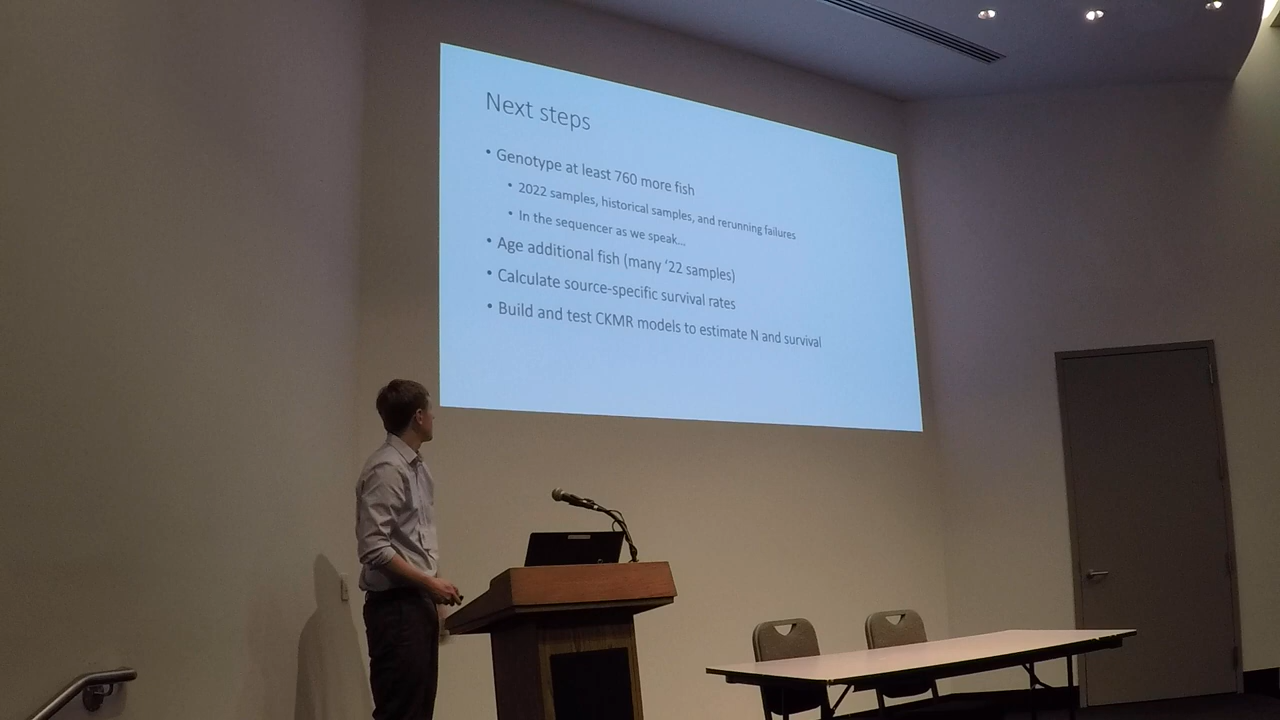 Next steps
• Genotype at least 760 more fish
• 2022 samples, historical samples, and rerunning failures
• In the sequencer as we speak...
• Age additional fish (many ‘22 samples)
• Calculate source-specific survival rates
• Build and test CKMR models to estimate N and survival